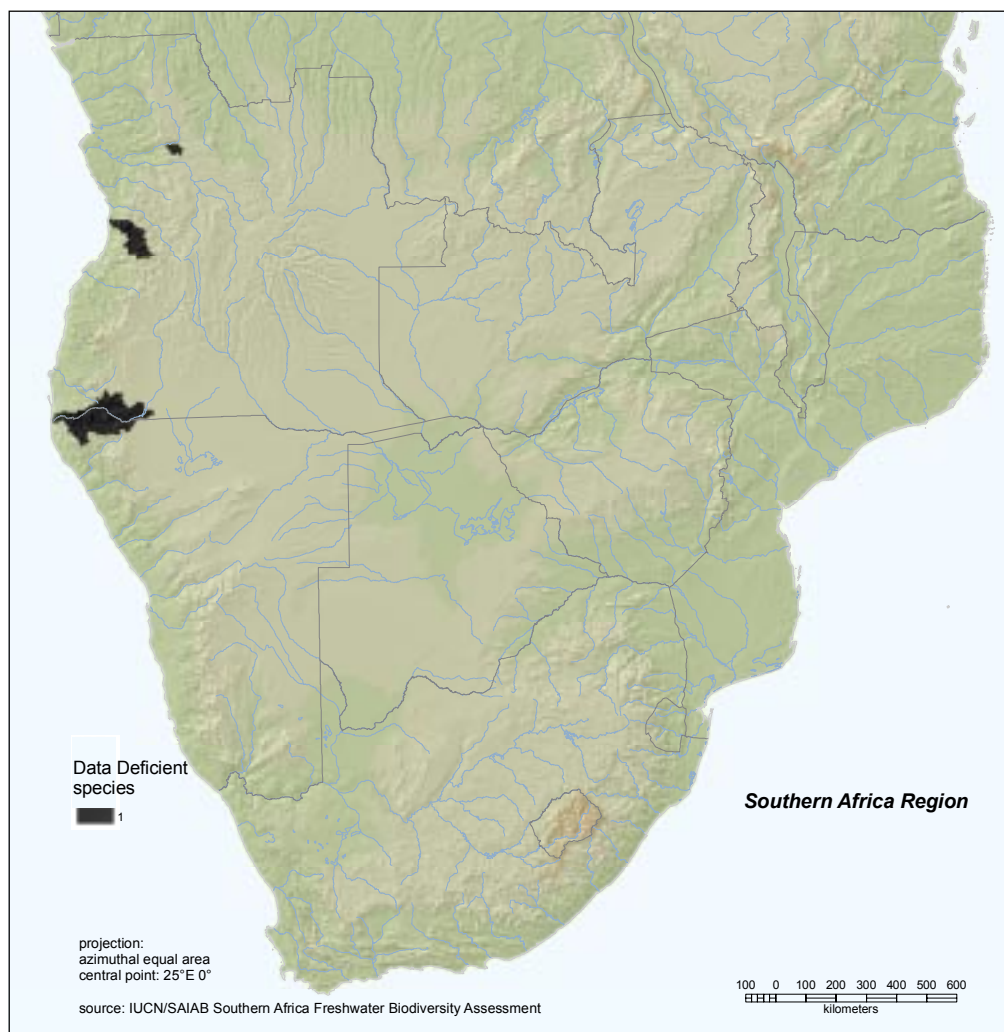 Data Deficient
species
1
Southern Africa Region
projection:
azimuthal equal area
central point: 25°E 0°
source: IUCN/SAIAB Southern Africa Freshwater Biodiversity Assessment
100 0 100 200 300 400 500 600
kilometers